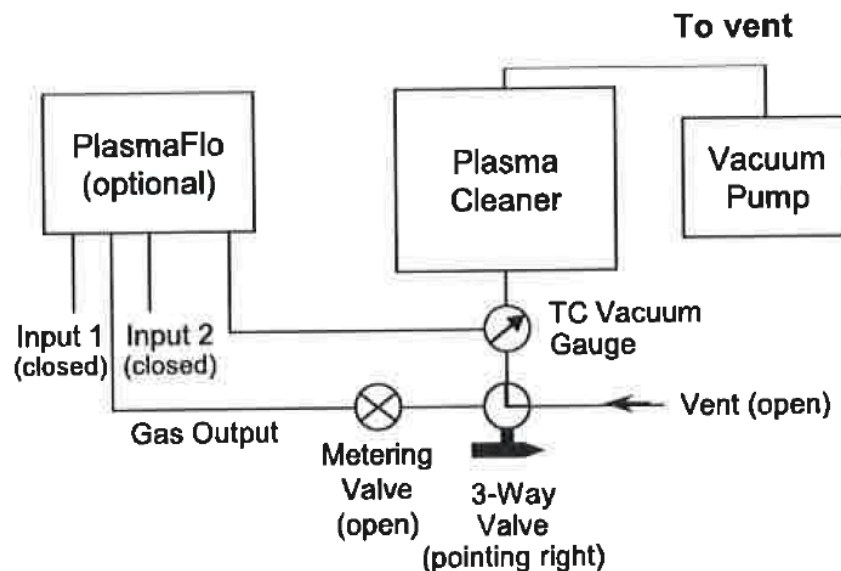 To vent
PlasmaFlo
(optional)
Plasma
Cleaner
Vacuum
Pump
Input 1
(closed)
Input 2
(closed)
TC Vacuum
Gauge
Vent (open)
Gas Output
Metering
Valve
(open)
3-Way
Valve
(pointing right)